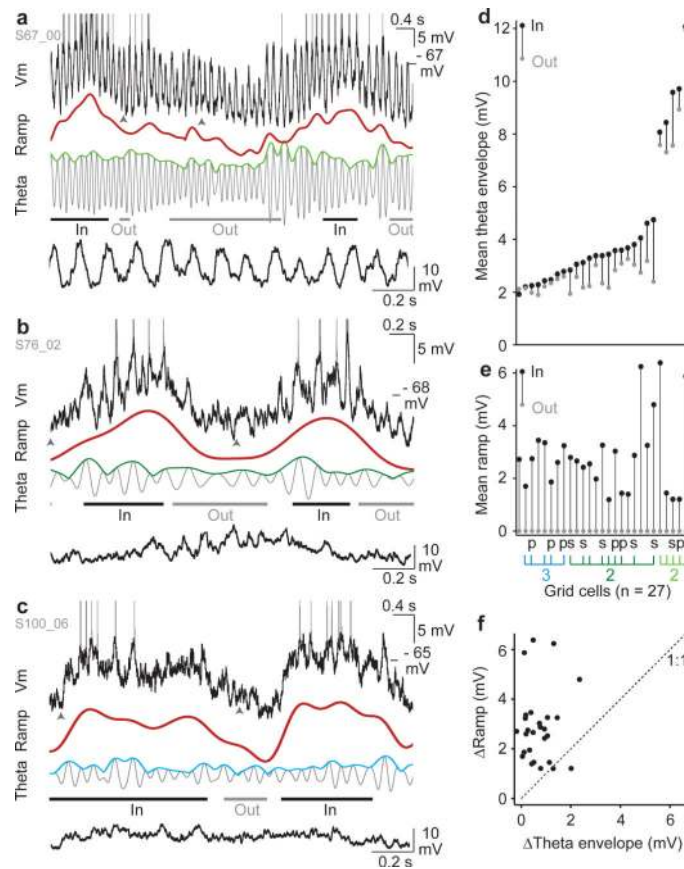 a
S67_00
0.4 s
5 mV
- 67
mV
Vm
Ramp
Theta
In
Out
Out
In
Out
10
mV
0.2 s
b
S76_02
0.2 s
5 mV
- 68
mV
Vm
Ramp
Theta
In
Out
In
Out
10
mV
0.2 s
c
S100_06
0.4 s
5 mV
- 65
mV
Vm
Ramp
Theta
In
Out
In
10
mV
0.2 s
d
In
Out
Mean theta envelope (mV)
12
10
8
6
4
2
0
e
In
Out
Mean ramp (mV)
6
4
2
0
p p ps s s pp s sp
3 2 2
Grid cells (n = 27)
f
1:1
ΔRamp (mV)
6
4
2
0
0 2 4 6
ΔTheta envelope (mV)